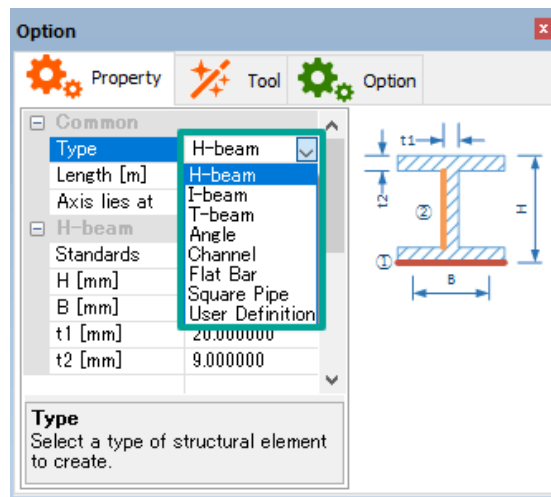 Option
Property Tool Option
Common
Type H-beam
Length [m] H-beam
I-beam
Axis lies at T-beam
H-beam Angle
Standards Channel
H [mm] Flat Bar
B [mm] Square Pipe
User Definition
t1 [mm] 20.000000
t2 [mm] 9.000000
Type
Select a type of structural element
to create.
t1
t2
②
H
①
B